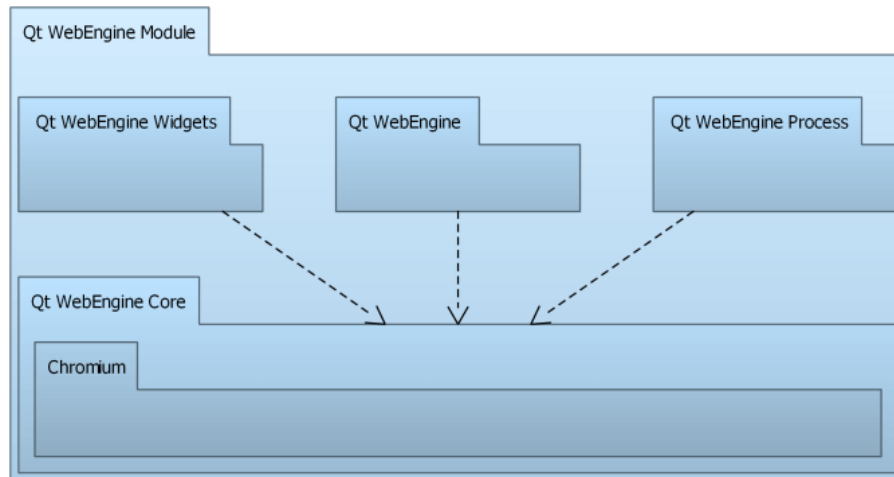 Qt WebEngine Module
Qt WebEngine Widgets
Qt WebEngine
Qt WebEngine Process
Qt WebEngine Core
Chromium